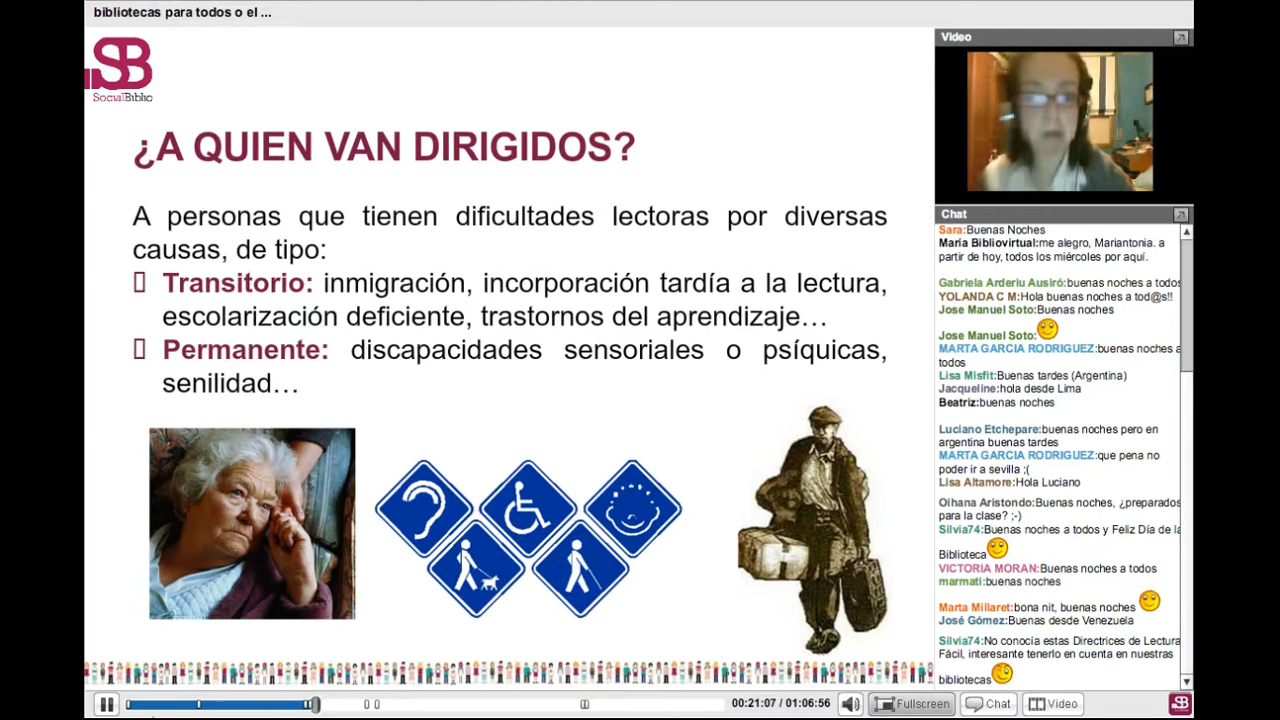 bibliotecas para todos o el ...
SB
SocialBiblio
¿A QUIEN VAN DIRIGIDOS?
A personas que tienen dificultades lectoras por diversas
causas, de tipo:
Transitorio: inmigración, incorporación tardía a la lectura,
escolarización deficiente, trastornos del aprendizaje…
Permanente: discapacidades sensoriales o psíquicas,
senilidad…
Video
Chat
Sara:Buenas Noches
María Bibliovirtual:me alegro, Mariantonia. a
partir de hoy, todos los miércoles por aquí.
Gabriela Arderiu Ausiró:buenas noches a todos
YOLANDA C M:Hola buenas noches a tod@s!!
Jose Manuel Soto:Buenas noches
Jose Manuel Soto:
MARTA GARCIA RODRIGUEZ:buenas noches a
todos
Lisa Misfit:Buenas tardes (Argentina)
Jacqueline:hola desde Lima
Beatriz:buenas noches
Luciano Etchepare:buenas noches pero en
argentina buenas tardes
MARTA GARCIA RODRIGUEZ:que pena no
poder ir a sevilla ;(
Lisa Altamore:Hola Luciano
Oihana Aristondo:Buenas noches, ¿preparados
para la clase? ;-)
Silvia74:Buenas noches a todos y Feliz Día de la
Biblioteca
VICTORIA MORAN:Buenas noches a todos
marmati:buenas noches
Marta Millaret:bona nit, buenas noches
José Gómez:Buenas desde Venezuela
Silvia74:No conocía estas Directrices de Lectura
Fácil, interesante tenerlo en cuenta en nuestras
bibliotecas
00:21:07 / 01:06:56
Fullscreen
Chat
Video
SB